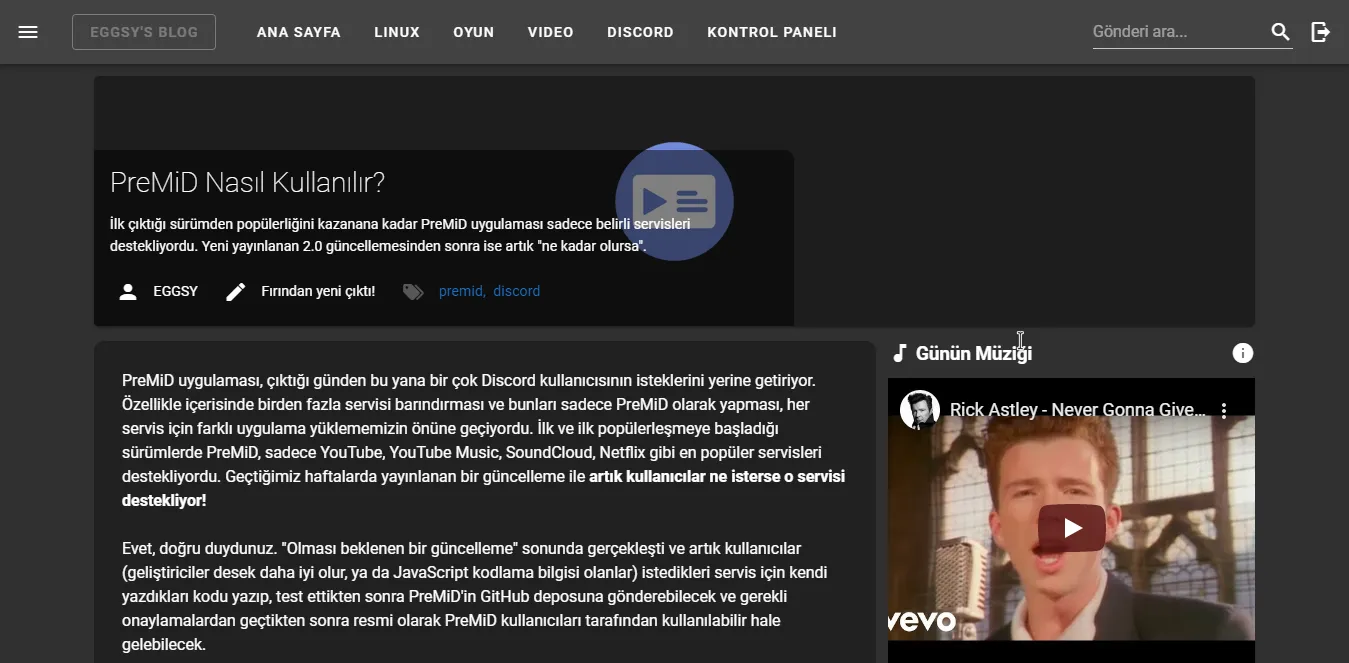 EGGSY'S BLOG
ANA SAYFA
LINUX
OYUN
VIDEO
DISCORD
KONTROL PANELI
Gönderi ara...
PreMiD Nasıl Kullanılır?
İlk çıktığı sürümden popülerliğini kazanana kadar PreMiD uygulaması sadece belirli servisleri
destekliyordu. Yeni yayınlanan 2.0 güncellemesinden sonra ise artık "ne kadar olursa".
EGGSY
Fırından yeni çıktı!
premid, discord
PreMiD uygulaması, çıktığı günden bu yana bir çok Discord kullanıcısının isteklerini yerine getiriyor.
Özellikle içerisinde birden fazla servisi barındırması ve bunları sadece PreMiD olarak yapması, her
servis için farklı uygulama yüklememizin önüne geçiyordu. İlk ve ilk popülerleşmeye başladığı
sürümlerde PreMiD, sadece YouTube, YouTube Music, SoundCloud, Netflix gibi en popüler servisleri
destekliyordu. Geçtiğimiz haftalarda yayınlanan bir güncelleme ile artık kullanıcılar ne isterse o servisi
destekliyor!
Evet, doğru duydunuz. "Olması beklenen bir güncelleme" sonunda gerçekleşti ve artık kullanıcılar
(geliştiriciler desek daha iyi olur, ya da JavaScript kodlama bilgisi olanlar) istedikleri servis için kendi
yazdıkları kodu yazıp, test ettikten sonra PreMiD'in GitHub deposuna gönderebilecek ve gerekli
onaylamalardan geçtikten sonra resmi olarak PreMiD kullanıcıları tarafından kullanılabilir hale
gelebilecek.
Günün Müziği
Rick Astley - Never Gonna Give...
vevo